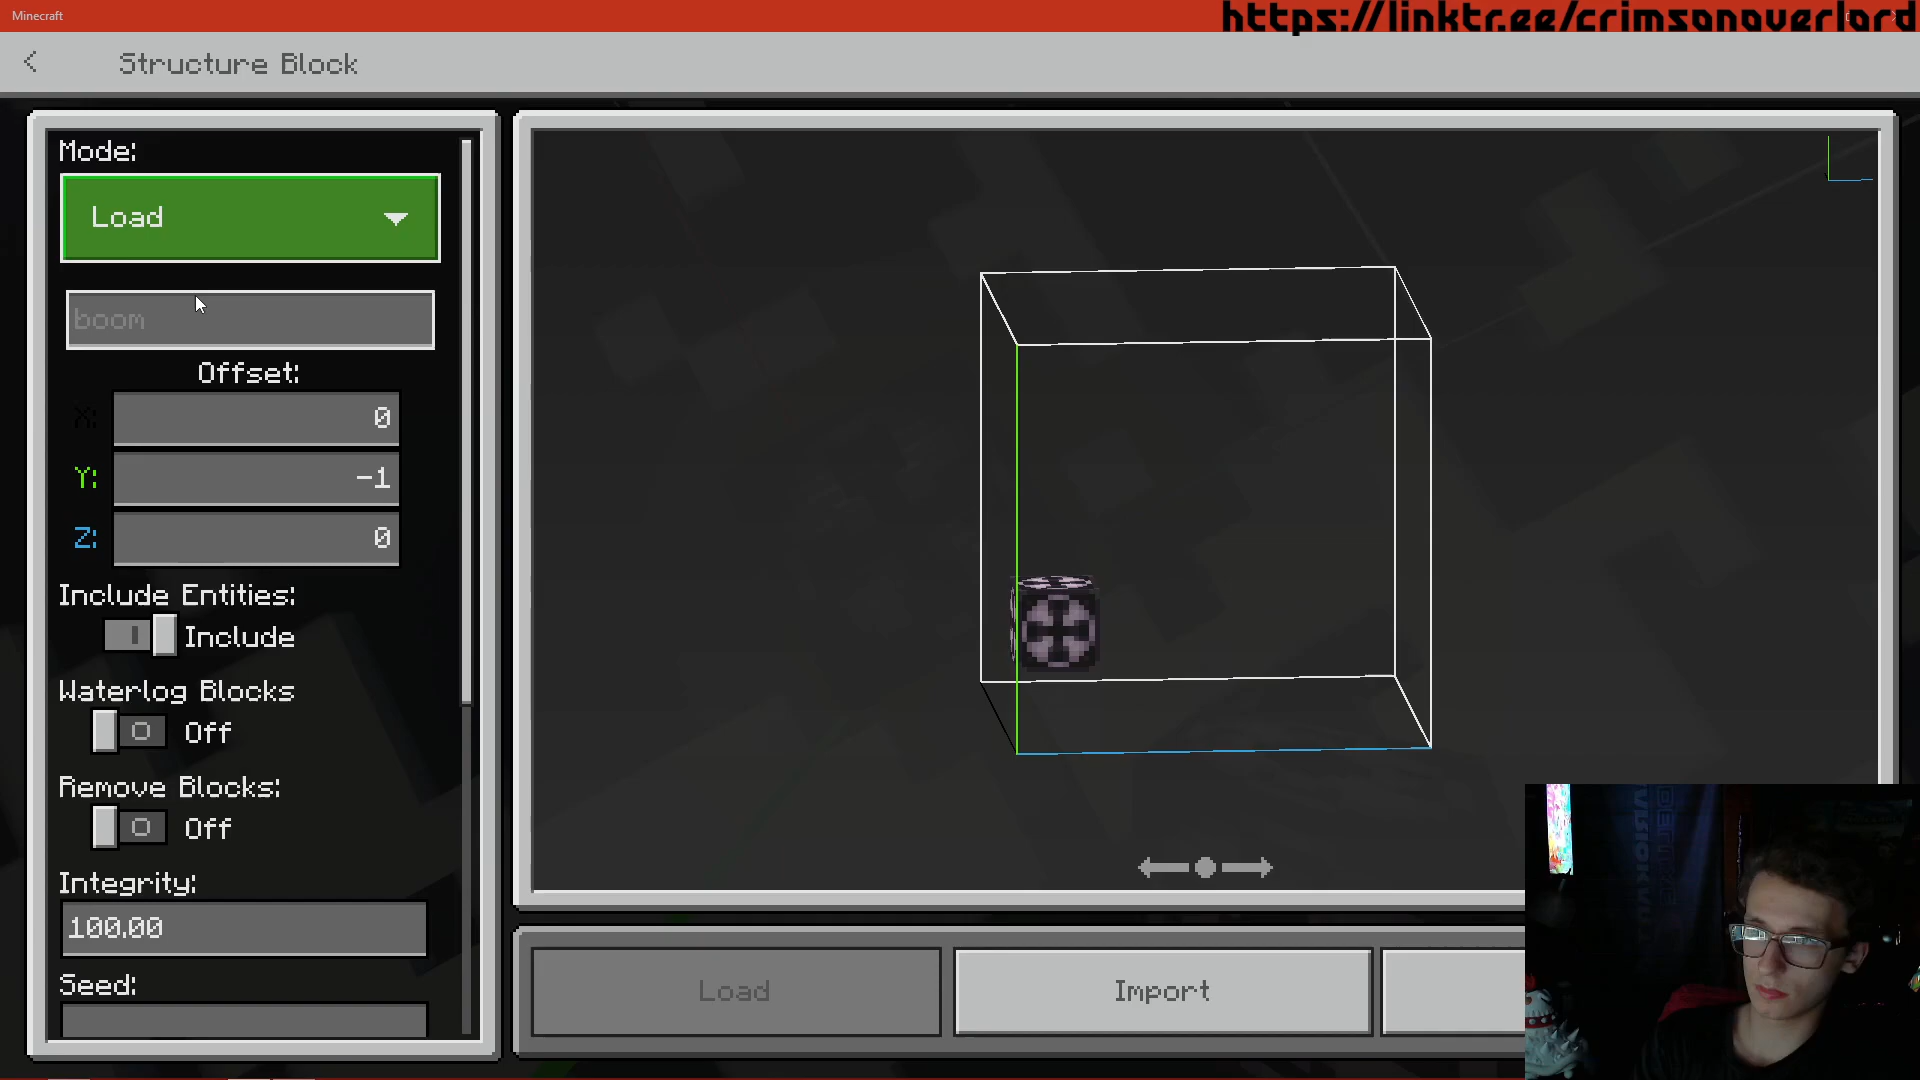 Minecraft
https://linktr.ee/crimsonoverlord
Structure Block
Mode:
Load
boom
Offset:
X: 0
Y: -1
Z: 0
Include Entities:
Include
Waterlog Blocks
Off
Remove Blocks:
Off
Integrity:
100.00
Seed:
Load
Import